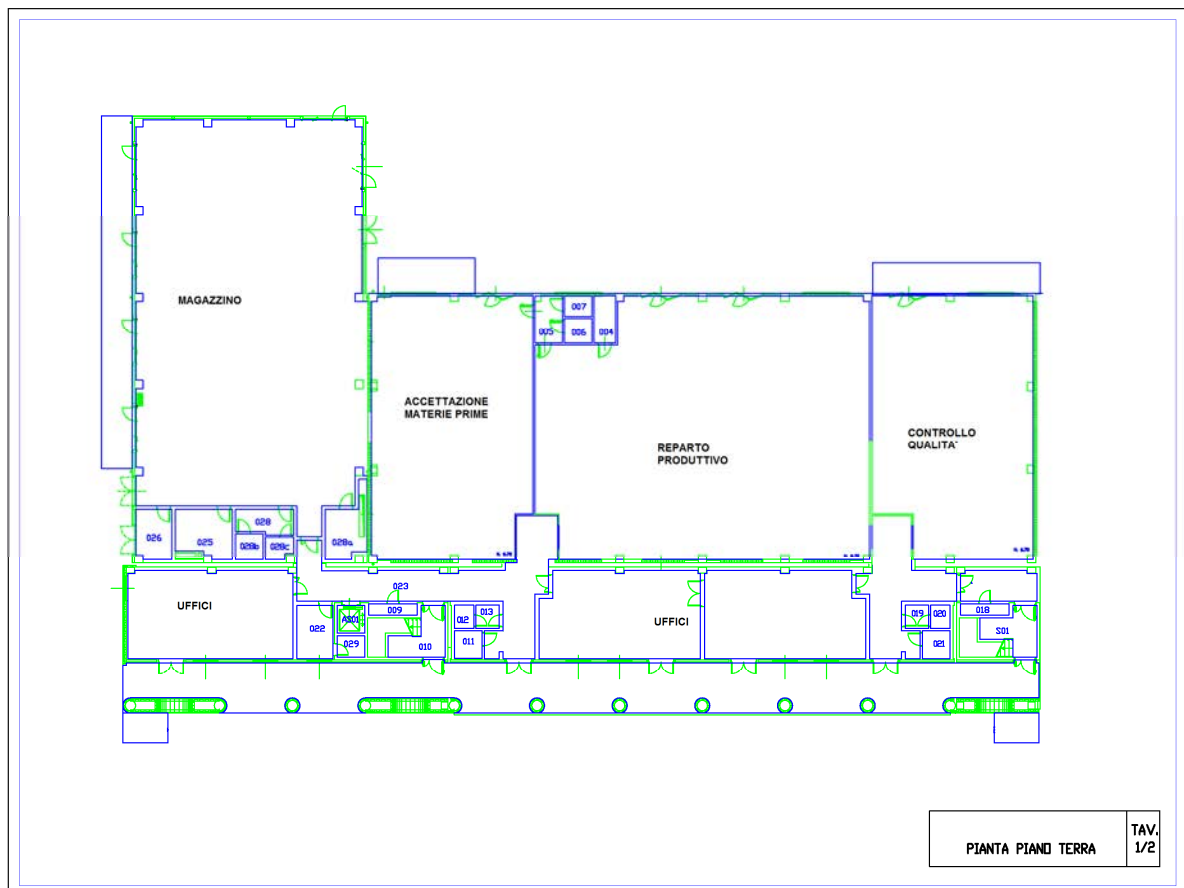 MAGAZZINO
007
005
006
004
ACCETTAZIONE
MATERIE PRIME
CONTROLLO
QUALITA'
REPARTO
PRODUTTIVO
026
025
028
028b
028c
028a
023
UFFICI
UFFICI
022
AS01
029
009
010
012
013
011
019
020
021
018
S01
PIANTA PIANO TERRA
TAV.
1/2